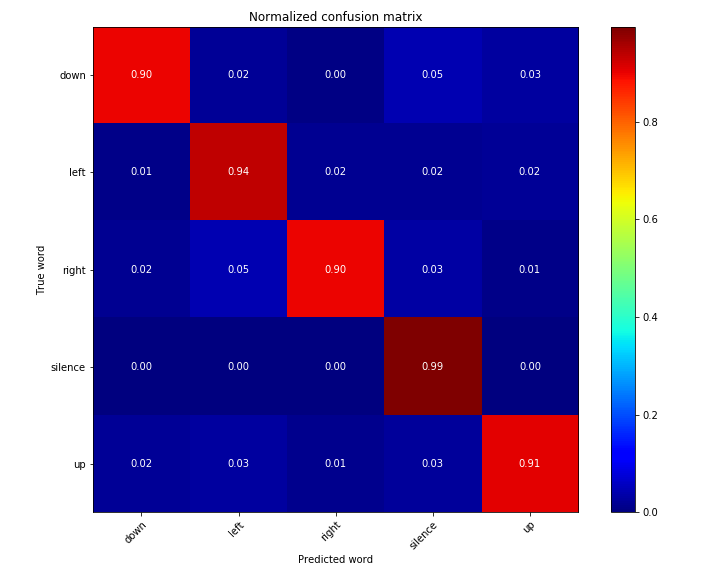 Normalized confusion matrix
True word
down 0.90 0.02 0.00 0.05 0.03
left 0.01 0.94 0.02 0.02 0.02
right 0.02 0.05 0.90 0.03 0.01
silence 0.00 0.00 0.00 0.99 0.00
up 0.02 0.03 0.01 0.03 0.91
down left right silence up
Predicted word
0.8
0.6
0.4
0.2
0.0